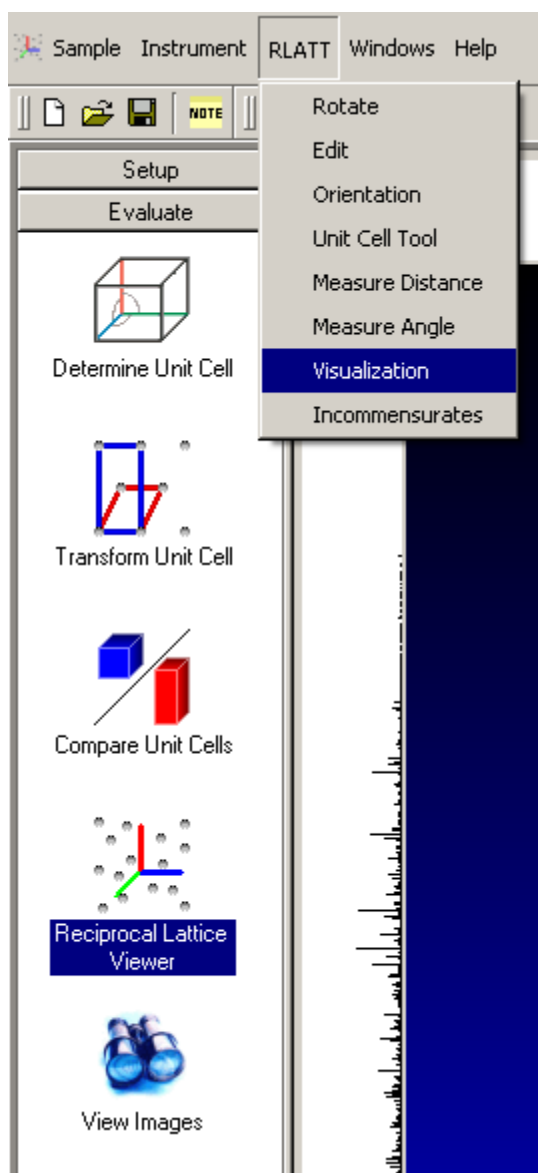 Sample Instrument RLATT Windows Help
NOTE
Rotate
Edit
Orientation
Unit Cell Tool
Measure Distance
Measure Angle
Visualization
Incommensurates
Setup
Evaluate
Determine Unit Cell
Transform Unit Cell
Compare Unit Cells
Reciprocal Lattice
Viewer
View Images